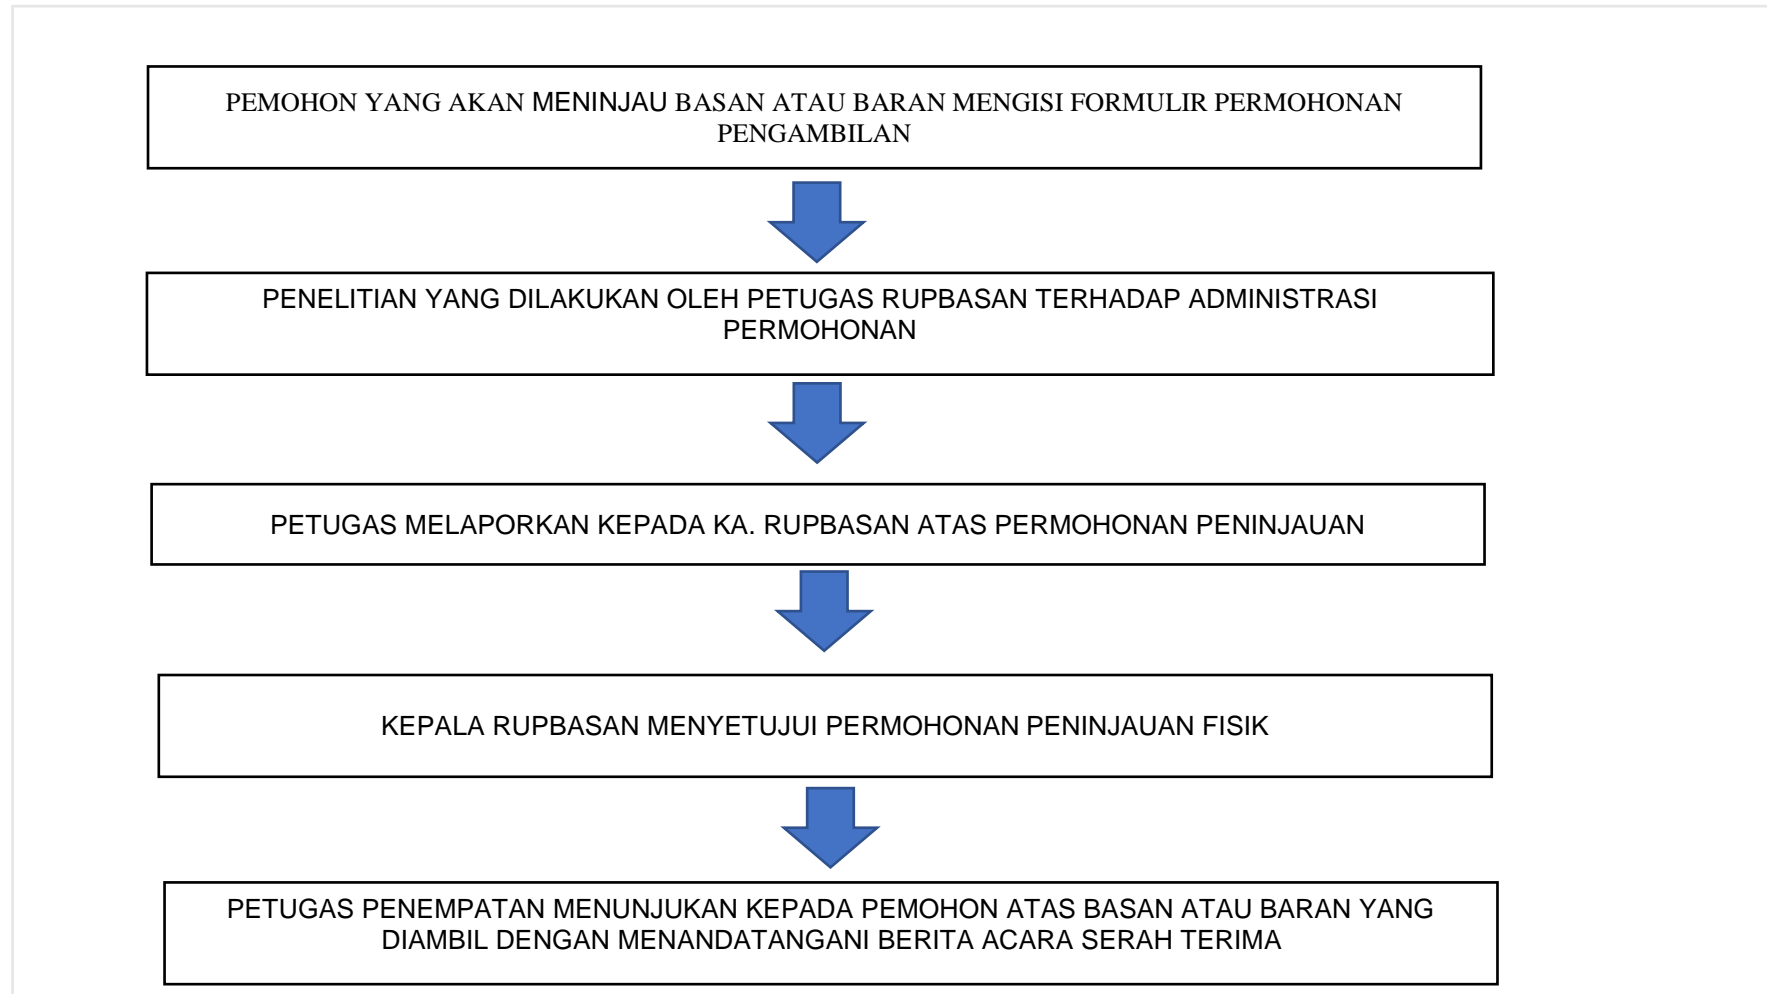 PEMOHON YANG AKAN MENINJAU BASAN ATAU BARAN MENGISI FORMULIR PERMOHONAN
PENGAMBILAN
PENELITIAN YANG DILAKUKAN OLEH PETUGAS RUPBASAN TERHADAP ADMINISTRASI
PERMOHONAN
PETUGAS MELAPORKAN KEPADA KA. RUPBASAN ATAS PERMOHONAN PENINJAUAN
KEPALA RUPBASAN MENYETUJUI PERMOHONAN PENINJAUAN FISIK
PETUGAS PENEMPATAN MENUNJUKAN KEPADA PEMOHON ATAS BASAN ATAU BARAN YANG
DIAMBIL DENGAN MENANDATANGANI BERITA ACARA SERAH TERIMA